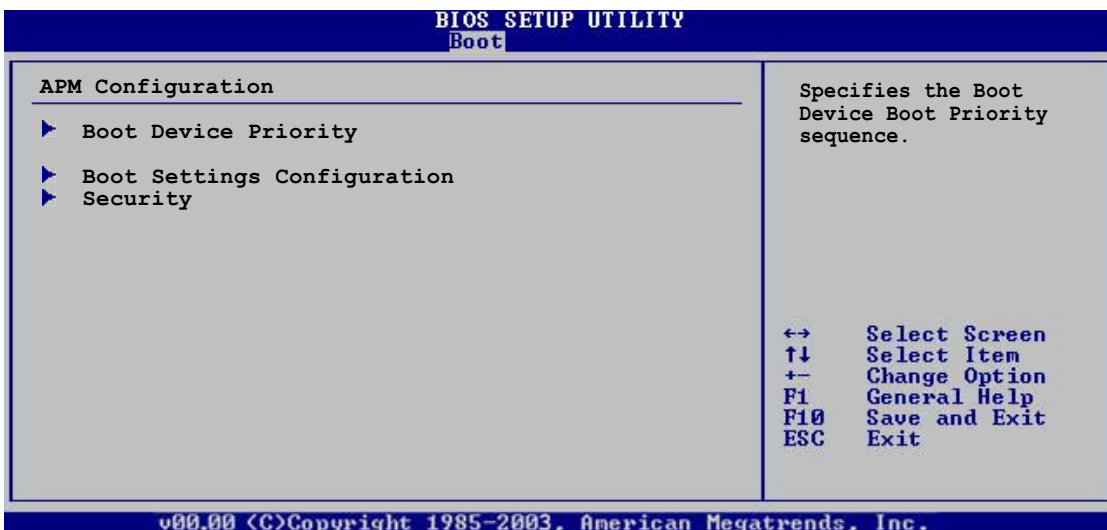 BIOS SETUP UTILITY
Boot
APM Configuration
Boot Device Priority
Boot Settings Configuration
Security
Specifies the Boot
Device Boot Priority
sequence.
←→ Select Screen
↑↓ Select Item
+- Change Option
F1 General Help
F10 Save and Exit
ESC Exit
v00.00 (C)Copyright 1985-2003, American Megatrends, Inc.